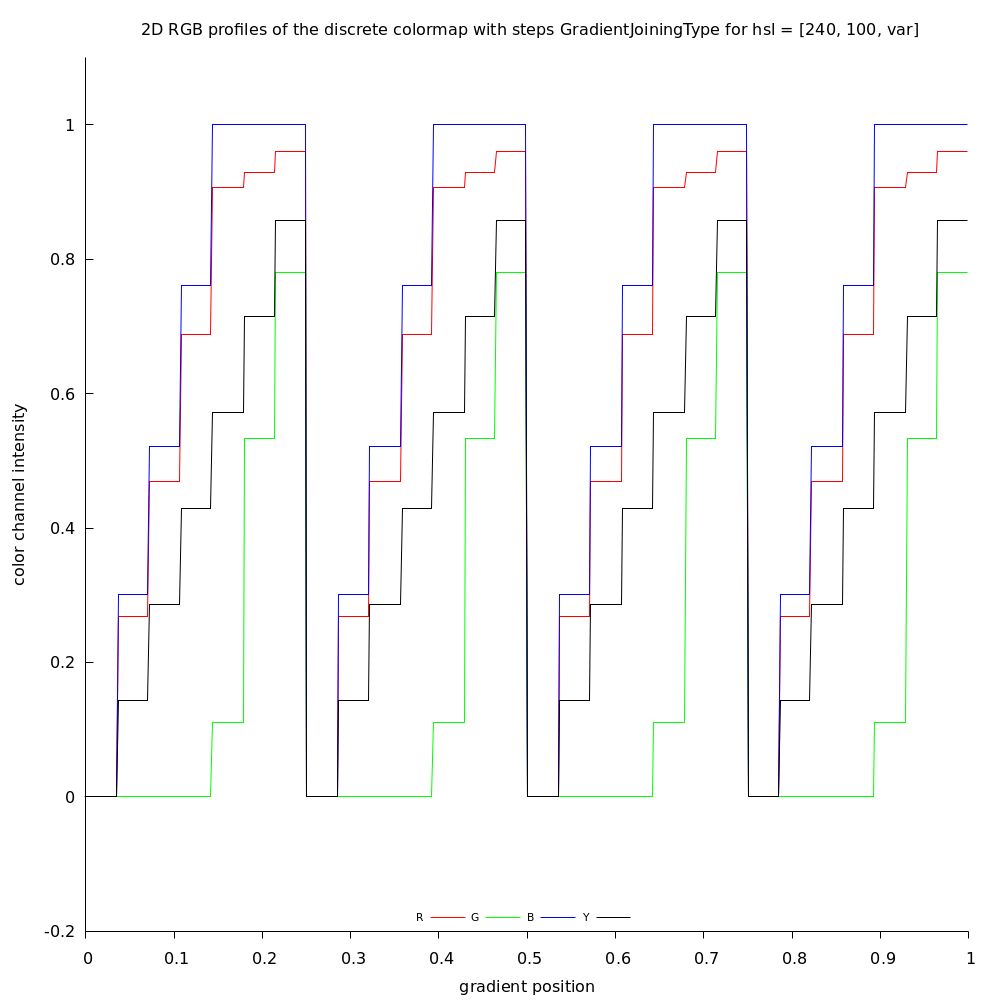 2D RGB profiles of the discrete colormap with steps GradientJoiningType for hsl = [240, 100, var]
color channel intensity
1
0.8
0.6
0.4
0.2
0
-0.2
R G B Y
0 0.1 0.2 0.3 0.4 0.5 0.6 0.7 0.8 0.9 1
gradient position